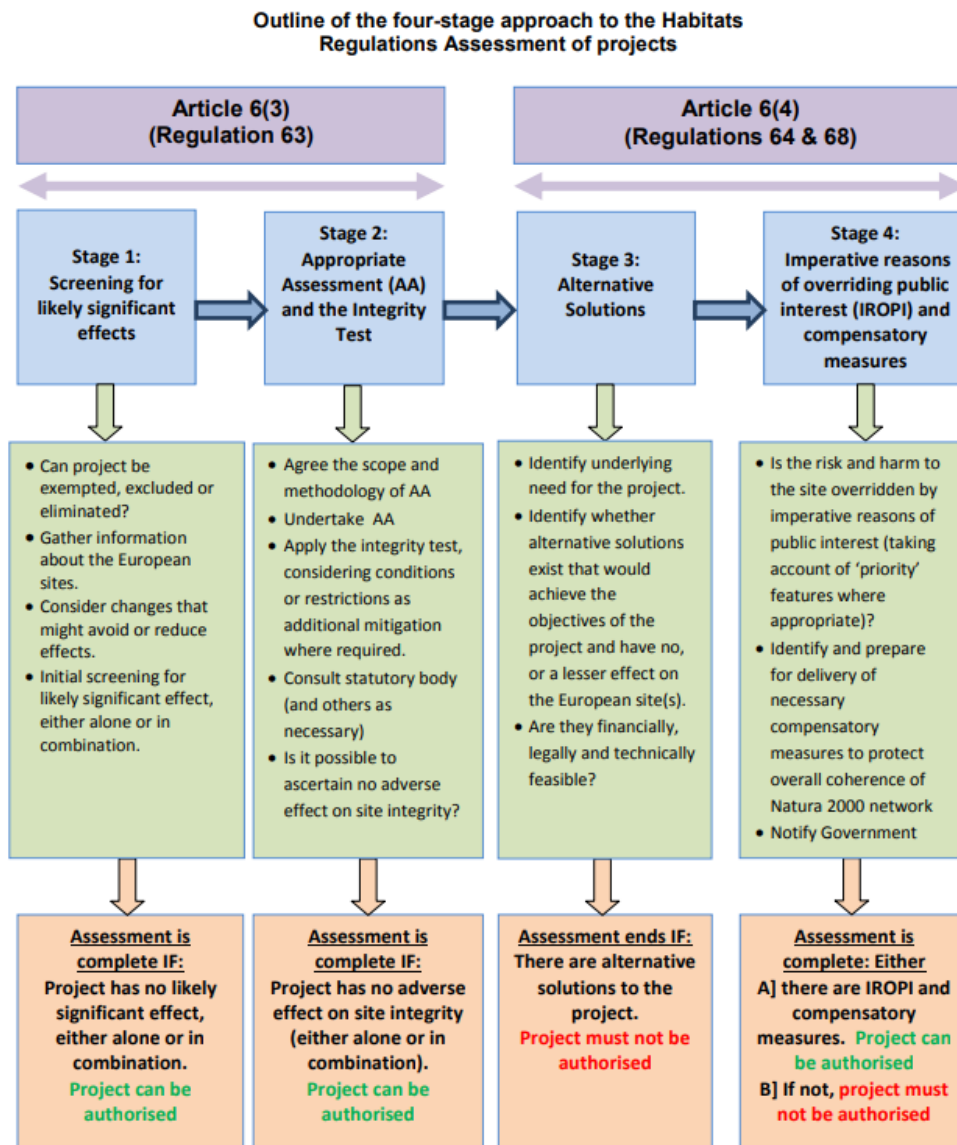 Outline of the four-stage approach to the Habitats
Regulations Assessment of projects
Article 6(3)
(Regulation 63)
Article 6(4)
(Regulations 64 & 68)
Stage 1:
Screening for
likely significant
effects
Stage 2:
Appropriate
Assessment (AA)
and the Integrity
Test
Stage 3:
Alternative
Solutions
Stage 4:
Imperative reasons
of overriding public
interest (IROPI) and
compensatory
measures
• Can project be
exempted, excluded or
eliminated?
• Gather information
about the European
sites.
• Consider changes that
might avoid or reduce
effects.
• Initial screening for
likely significant effect,
either alone or in
combination.
• Agree the scope and
methodology of AA
• Undertake AA
• Apply the integrity test,
considering conditions
or restrictions as
additional mitigation
where required.
• Consult statutory body
(and others as
necessary)
• Is it possible to
ascertain no adverse
effect on site integrity?
• Identify underlying
need for the project.
• Identify whether
alternative solutions
exist that would
achieve the
objectives of the
project and have no,
or a lesser effect on
the European site(s).
• Are they financially,
legally and technically
feasible?
• Is the risk and harm to
the site overridden by
imperative reasons of
public interest (taking
account of ‘priority’
features where
appropriate)?
• Identify and prepare
for delivery of
necessary
compensatory
measures to protect
overall coherence of
Natura 2000 network
• Notify Government
Assessment is
complete IF:
Project has no likely
significant effect,
either alone or in
combination.
Project can be
authorised
Assessment is
complete IF:
Project has no adverse
effect on site integrity
(either alone or in
combination).
Project can be
authorised
Assessment ends IF:
There are alternative
solutions to the
project.
Project must not be
authorised
Assessment is
complete: Either
A] there are IROPI and
compensatory
measures. Project can
be authorised
B] If not, project must
not be authorised